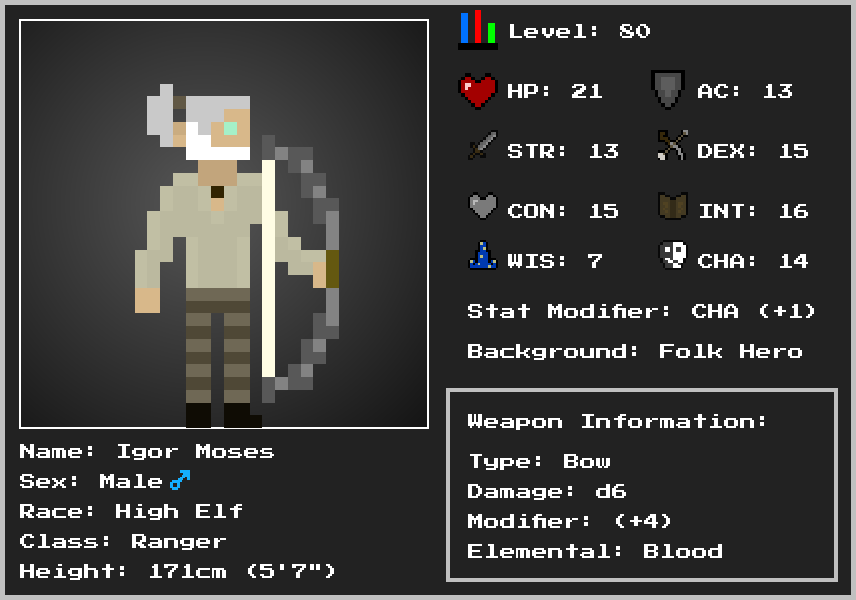 Level: 80
HP: 21 AC: 13
STR: 13 DEX: 15
CON: 15 INT: 16
WIS: 7 CHA: 14
Stat Modifier: CHA (+1)
Background: Folk Hero
Name: Igor Moses
Sex: Male ♂
Race: High Elf
Class: Ranger
Height: 171cm (5'7")
Weapon Information:
Type: Bow
Damage: d6
Modifier: (+4)
Elemental: Blood